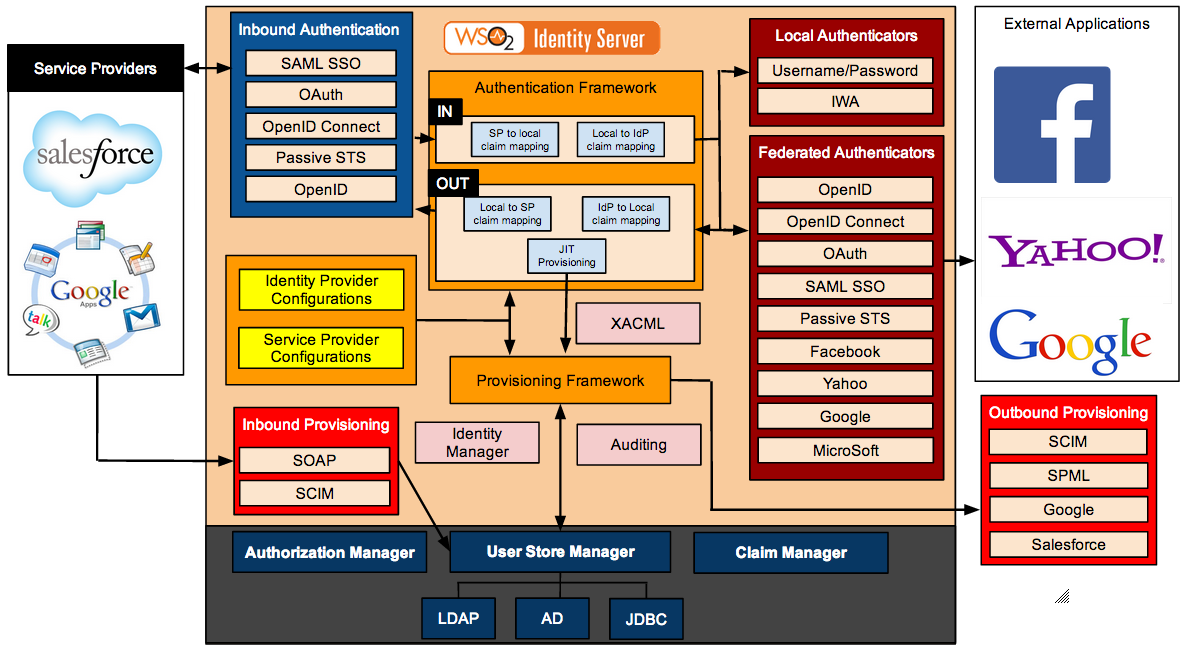 Service Providers
salesforce
Google
Apps
talk
Inbound Authentication
SAML SSO
OAuth
OpenID Connect
Passive STS
OpenID
WSO2 Identity Server
Authentication Framework
IN
SP to local
claim mapping
Local to IdP
claim mapping
OUT
Local to SP
claim mapping
IdP to Local
claim mapping
JIT
Provisioning
Identity Provider
Configurations
Service Provider
Configurations
XACML
Provisioning Framework
Inbound Provisioning
SOAP
SCIM
Identity
Manager
Auditing
Local Authenticators
Username/Password
IWA
Federated Authenticators
OpenID
OpenID Connect
OAuth
SAML SSO
Passive STS
Facebook
Yahoo
Google
MicroSoft
External Applications
f
YAHOO!
Google
Outbound Provisioning
SCIM
SPML
Google
Salesforce
Authorization Manager
User Store Manager
Claim Manager
LDAP
AD
JDBC